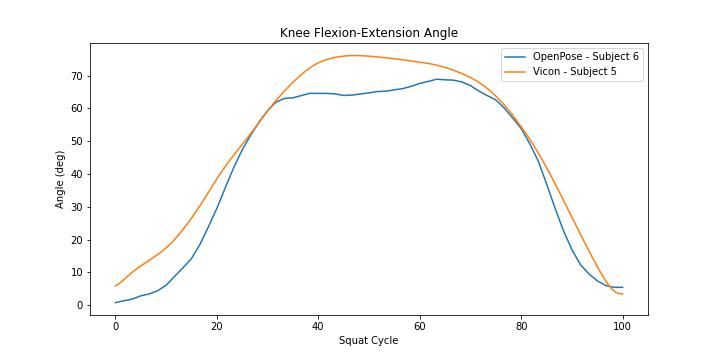 Knee Flexion-Extension Angle
OpenPose - Subject 6
Vicon - Subject 5
Angle (deg)
70
60
50
40
30
20
10
0
0 20 40 60 80 100
Squat Cycle